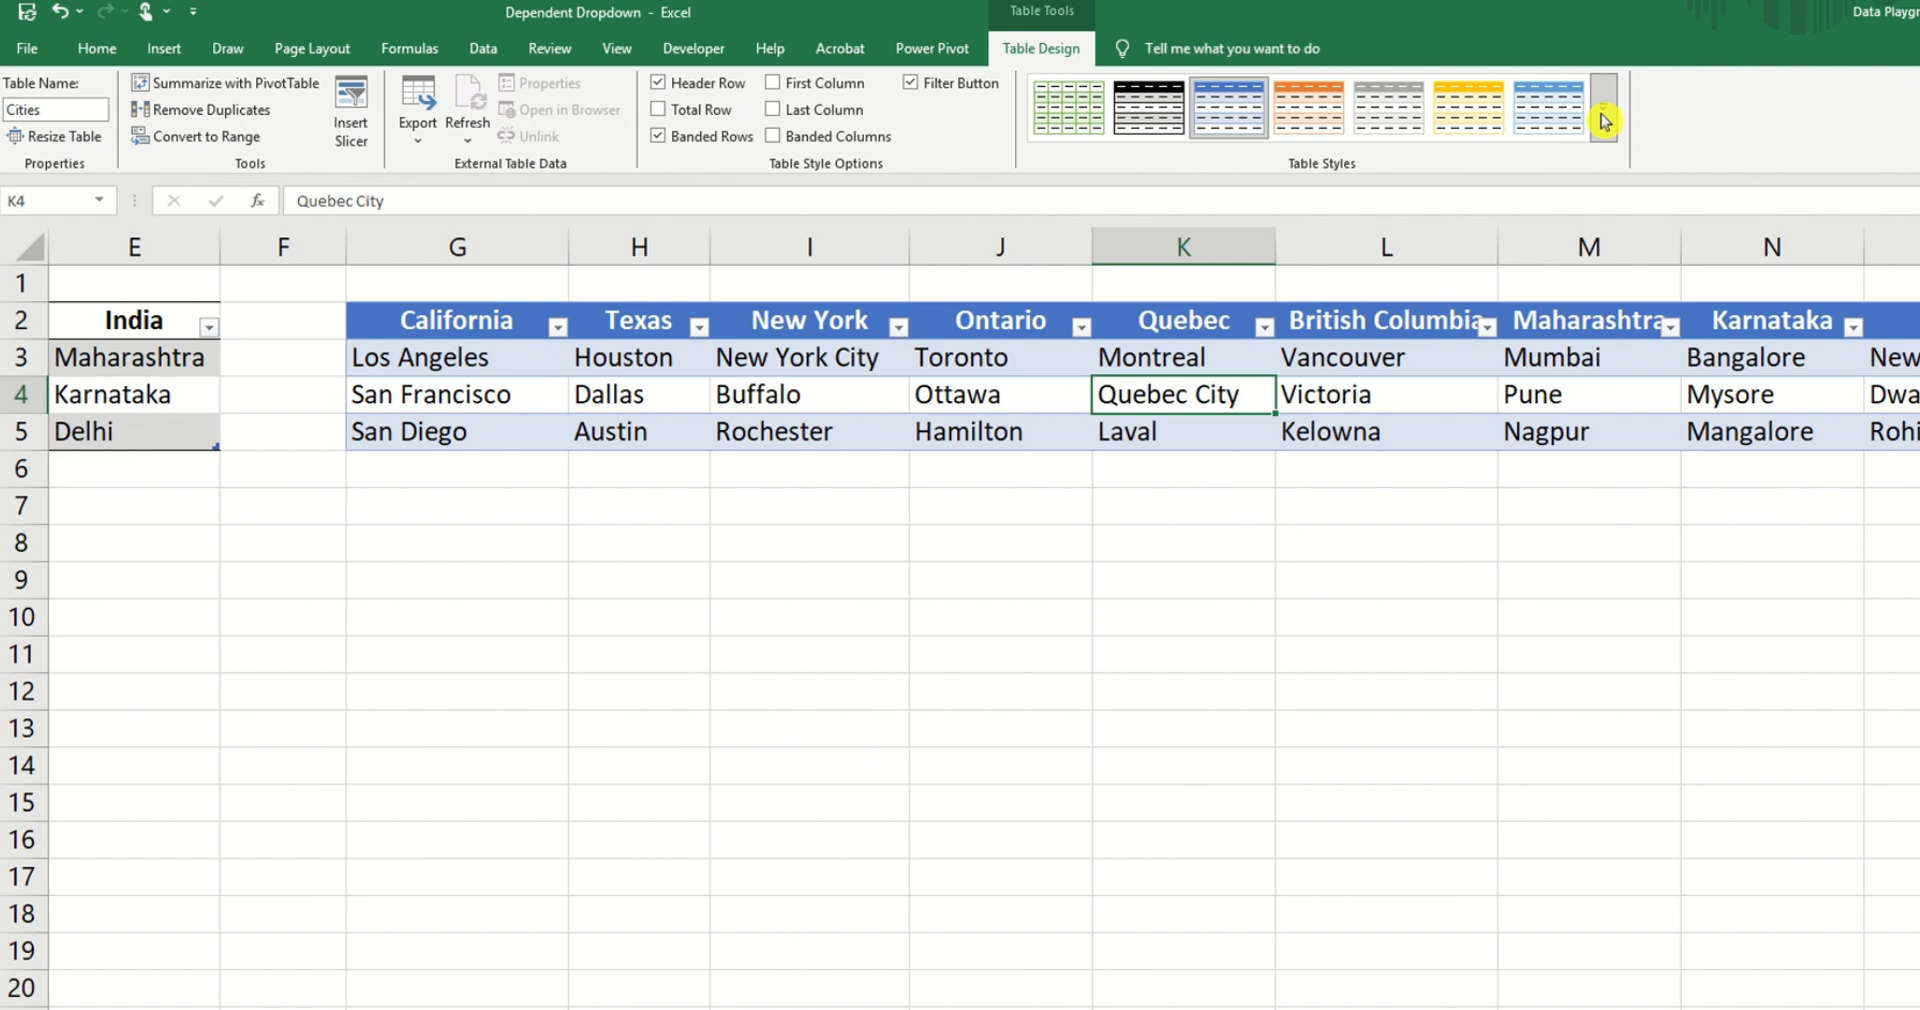 Dependent Dropdown - Excel
Table Tools
Data Playgr
File Home Insert Draw Page Layout Formulas Data Review View Developer Help Acrobat Power Pivot Table Design Tell me what you want to do
Table Name:
Cities
Resize Table
Properties
Summarize with PivotTable
Remove Duplicates
Convert to Range
Insert
Slicer
Tools
Export
Refresh
Properties
Open in Browser
Unlink
External Table Data
Header Row First Column Filter Button
Total Row Last Column
Banded Rows Banded Columns
Table Style Options
Table Styles
K4 fx Quebec City
E F G H I J K L M N
1
2 India California Texas New York Ontario Quebec British Columbia Maharashtra Karnataka
3 Maharashtra Los Angeles Houston New York City Toronto Montreal Vancouver Mumbai Bangalore New
4 Karnataka San Francisco Dallas Buffalo Ottawa Quebec City Victoria Pune Mysore Dwa
5 Delhi San Diego Austin Rochester Hamilton Laval Kelowna Nagpur Mangalore Rohi
6
7
8
9
10
11
12
13
14
15
16
17
18
19
20